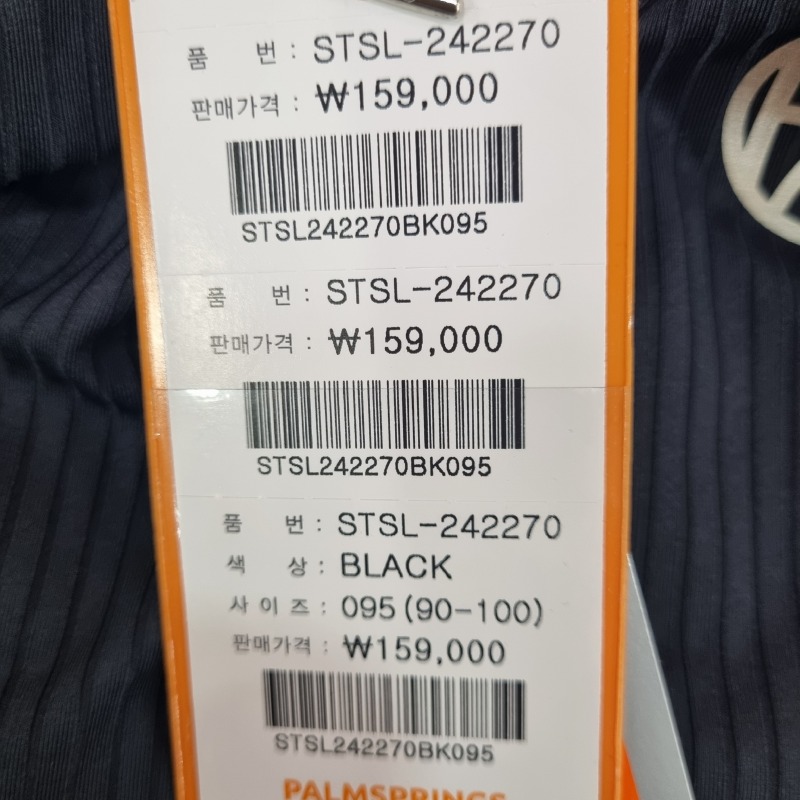 품 번 : STSL-242270
판매가격 : ₩159,000
STSL242270BK095
품 번 : STSL-242270
판매가격 : ₩159,000
STSL242270BK095
품 번 : STSL-242270
색 상 : BLACK
사 이 즈 : 095(90-100)
판매가격 : ₩159,000
STSL242270BK095
PALMSPRINGS